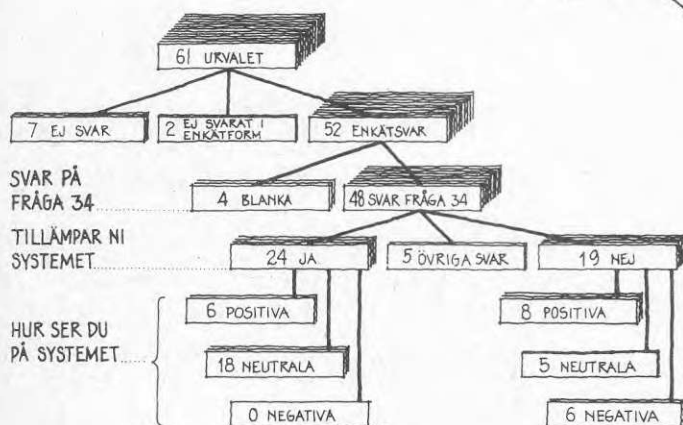 61 URVALET
7 EJ SVAR
2 EJ SVARAT I
ENKÄTFORM
52 ENKÄTSVAR
SVAR PÅ
FRÅGA 34
4 BLANKA
48 SVAR FRÅGA 34
TILLÄMPAR NI
SYSTEMET
24 JA
5 ÖVRIGA SVAR
19 NEJ
HUR SER DU
PÅ SYSTEMET
6 POSITIVA
8 POSITIVA
18 NEUTRALA
5 NEUTRALA
0 NEGATIVA
6 NEGATIVA